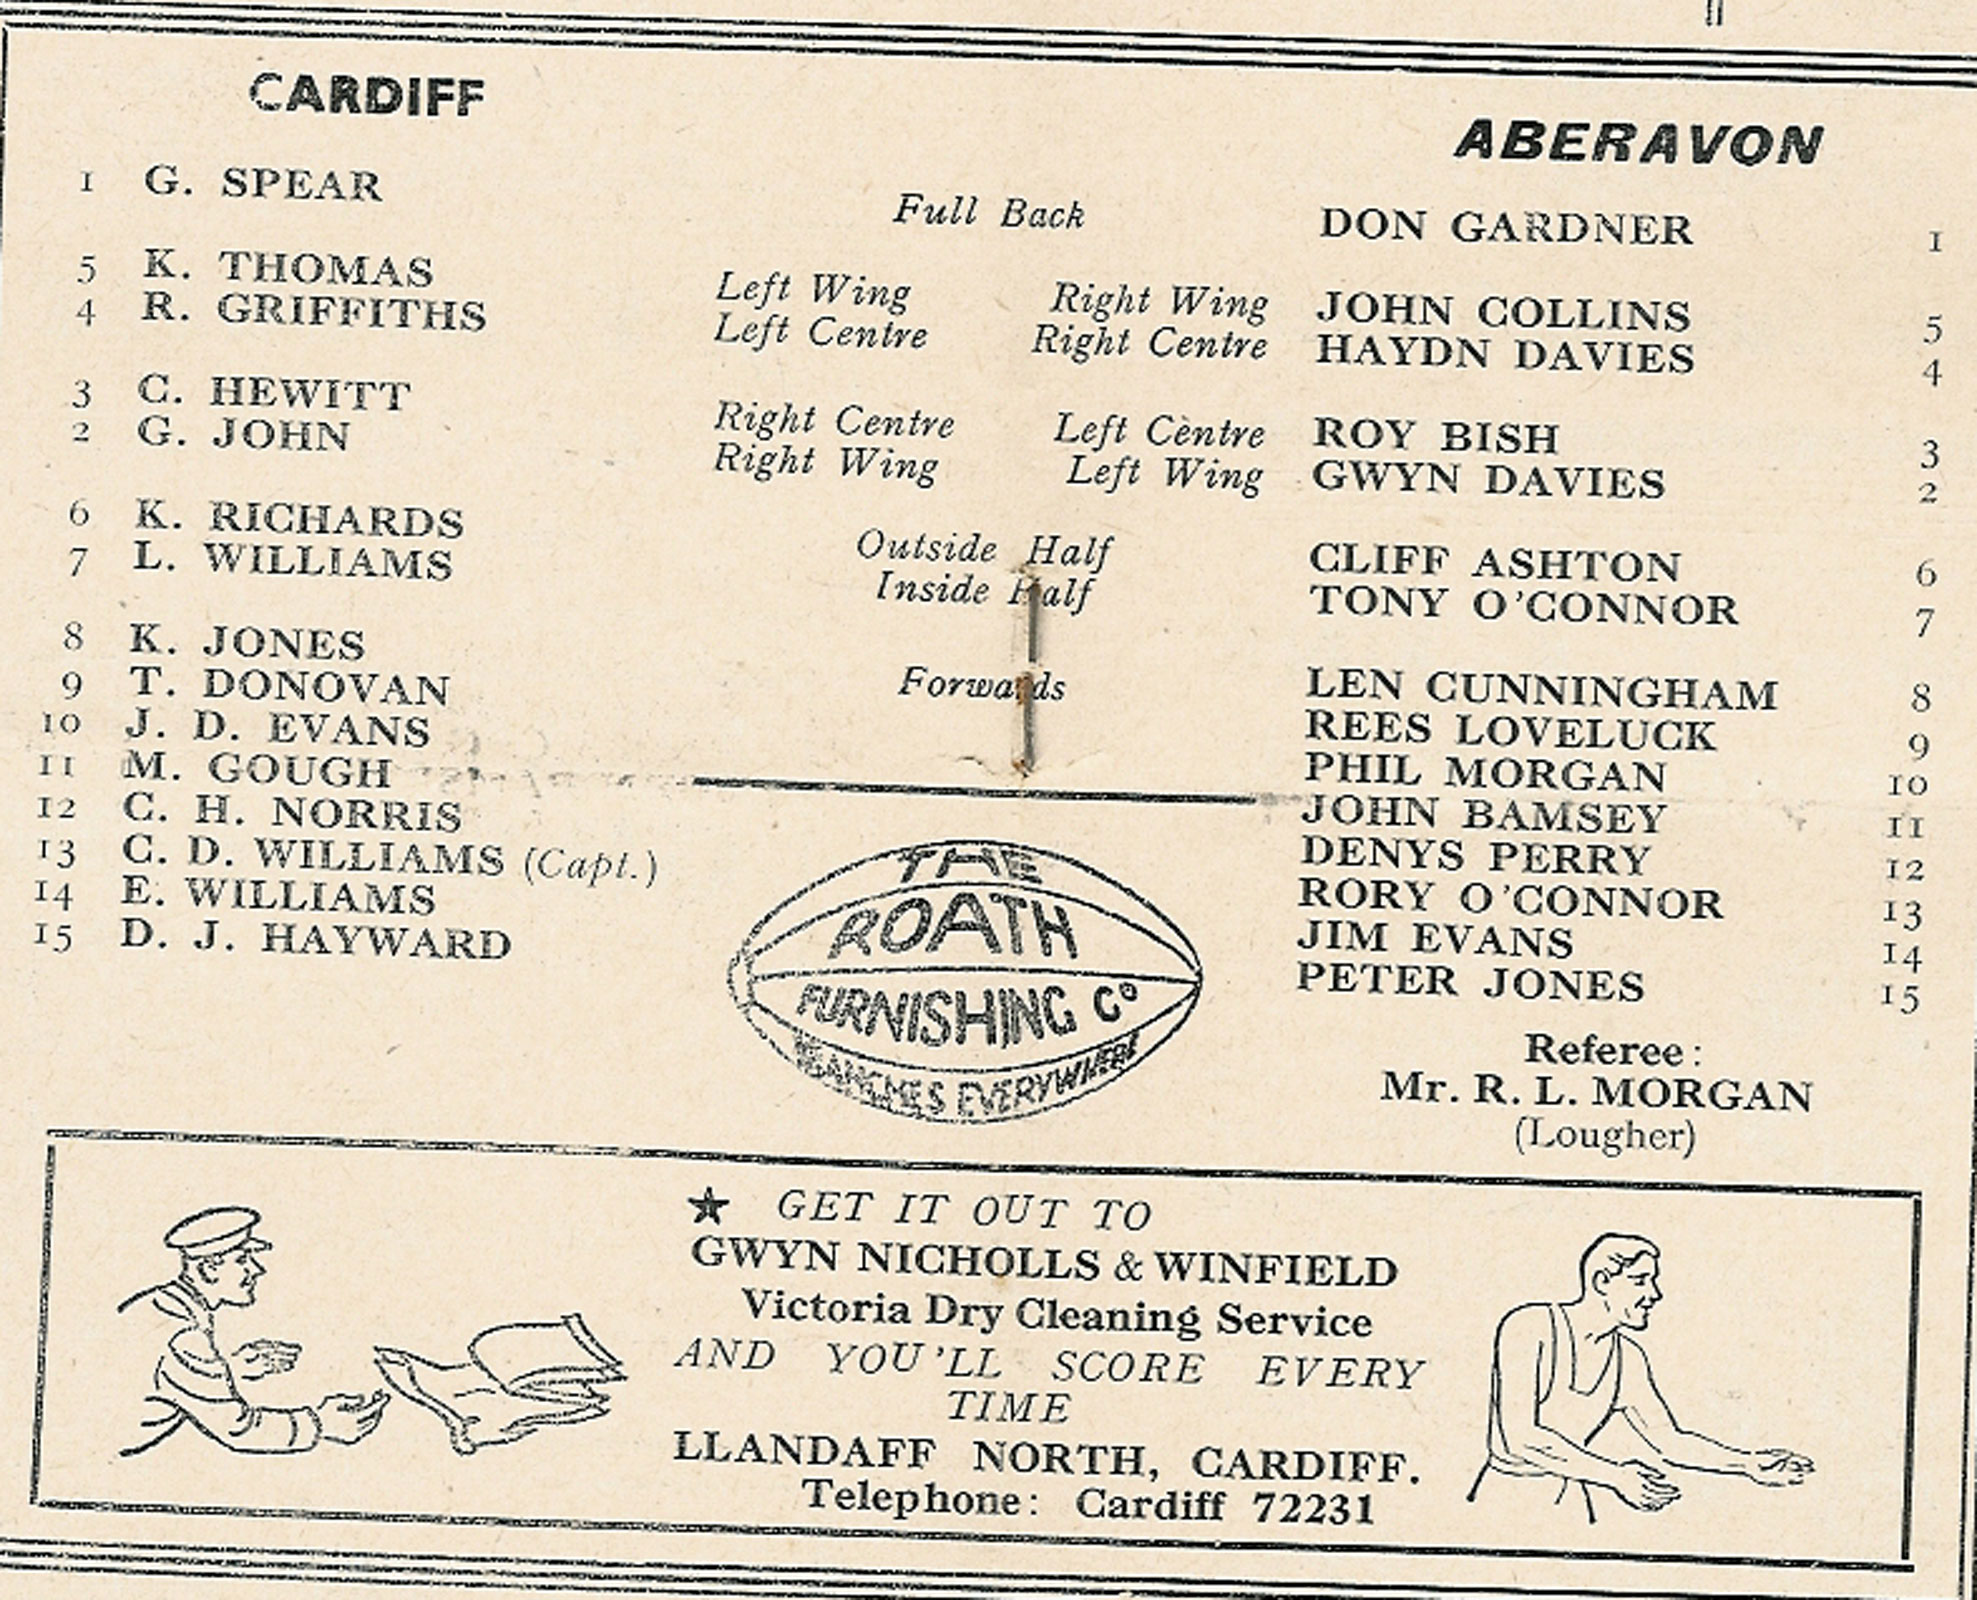 CARDIFF ABERAVON
1 G. SPEAR Full Back DON GARDNER 1
5 K. THOMAS Left Wing Right Wing JOHN COLLINS 5
4 R. GRIFFITHS Left Centre Right Centre HAYDN DAVIES 4
3 C. HEWITT Right Centre Left Centre ROY BISH 3
2 G. JOHN Right Wing Left Wing GWYN DAVIES 2
6 K. RICHARDS Outside Half CLIFF ASHTON 6
7 L. WILLIAMS Inside Half TONY O'CONNOR 7
8 K. JONES Forwards LEN CUNNINGHAM 8
9 T. DONOVAN REES LOVELUCK 9
10 J. D. EVANS PHIL MORGAN 10
11 M. GOUGH JOHN BAMSEY 11
12 C. H. NORRIS DENYS PERRY 12
13 C. D. WILLIAMS (Capt.) RORY O'CONNOR 13
14 E. WILLIAMS JIM EVANS 14
15 D. J. HAYWARD PETER JONES 15
THE
ROATH
FURNISHING Cº
BRANCHES EVERYWHERE
Referee:
Mr. R. L. MORGAN
(Lougher)
★ GET IT OUT TO
GWYN NICHOLLS & WINFIELD
Victoria Dry Cleaning Service
AND YOU'LL SCORE EVERY
TIME
LLANDAFF NORTH, CARDIFF.
Telephone: Cardiff 72231